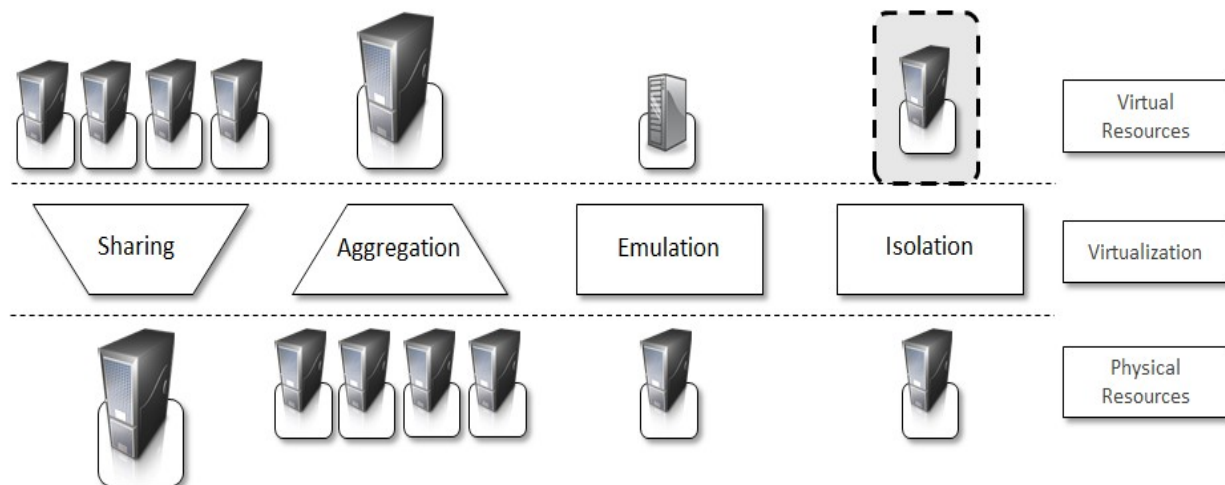 Virtual
Resources
Sharing
Aggregation
Emulation
Isolation
Virtualization
Physical
Resources